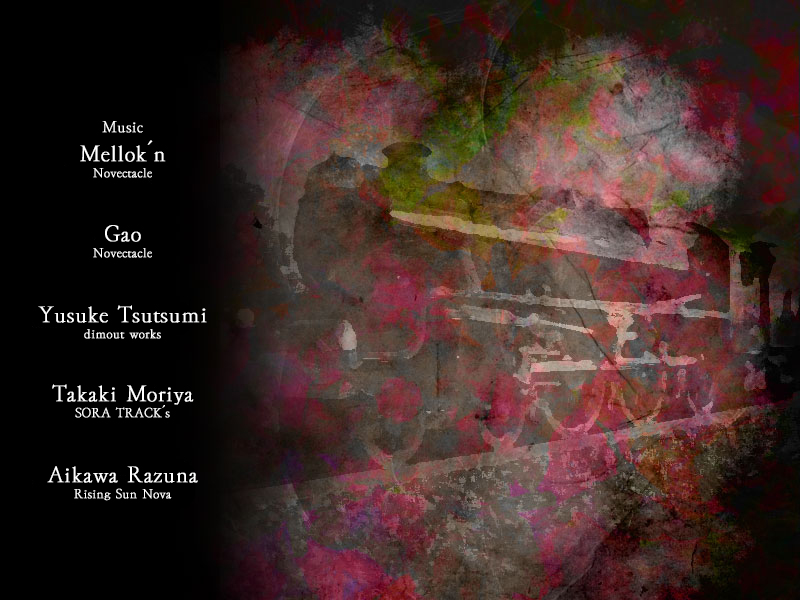 Music
Mellok´n
Novectacle
Gao
Novectacle
Yusuke Tsutsumi
dimout works
Takaki Moriya
SORA TRACK´s
Aikawa Razuna
Rising Sun Nova